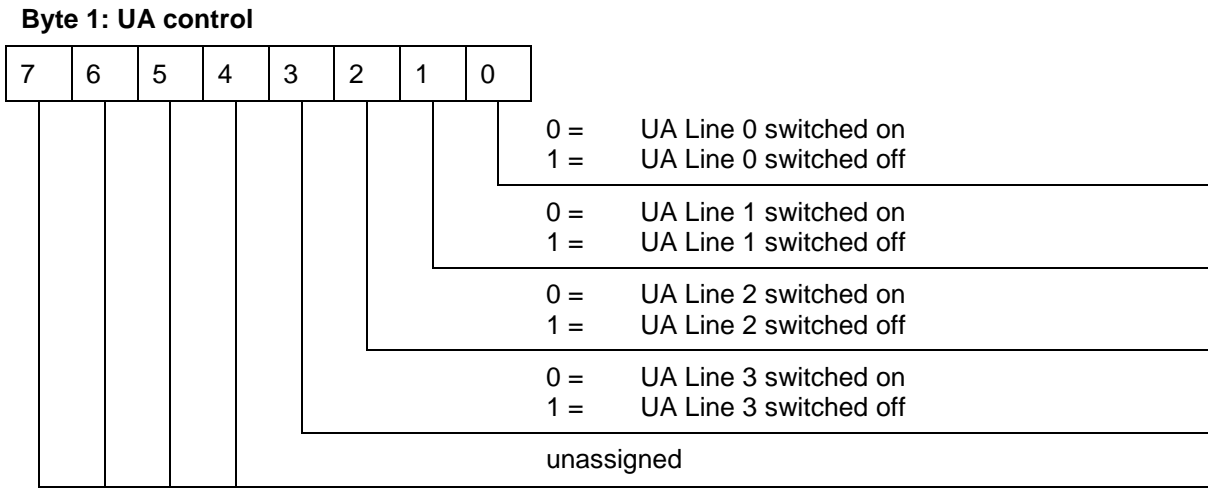 Byte 1: UA control
7 6 5 4 3 2 1 0
0 = UA Line 0 switched on
1 = UA Line 0 switched off
0 = UA Line 1 switched on
1 = UA Line 1 switched off
0 = UA Line 2 switched on
1 = UA Line 2 switched off
0 = UA Line 3 switched on
1 = UA Line 3 switched off
unassigned